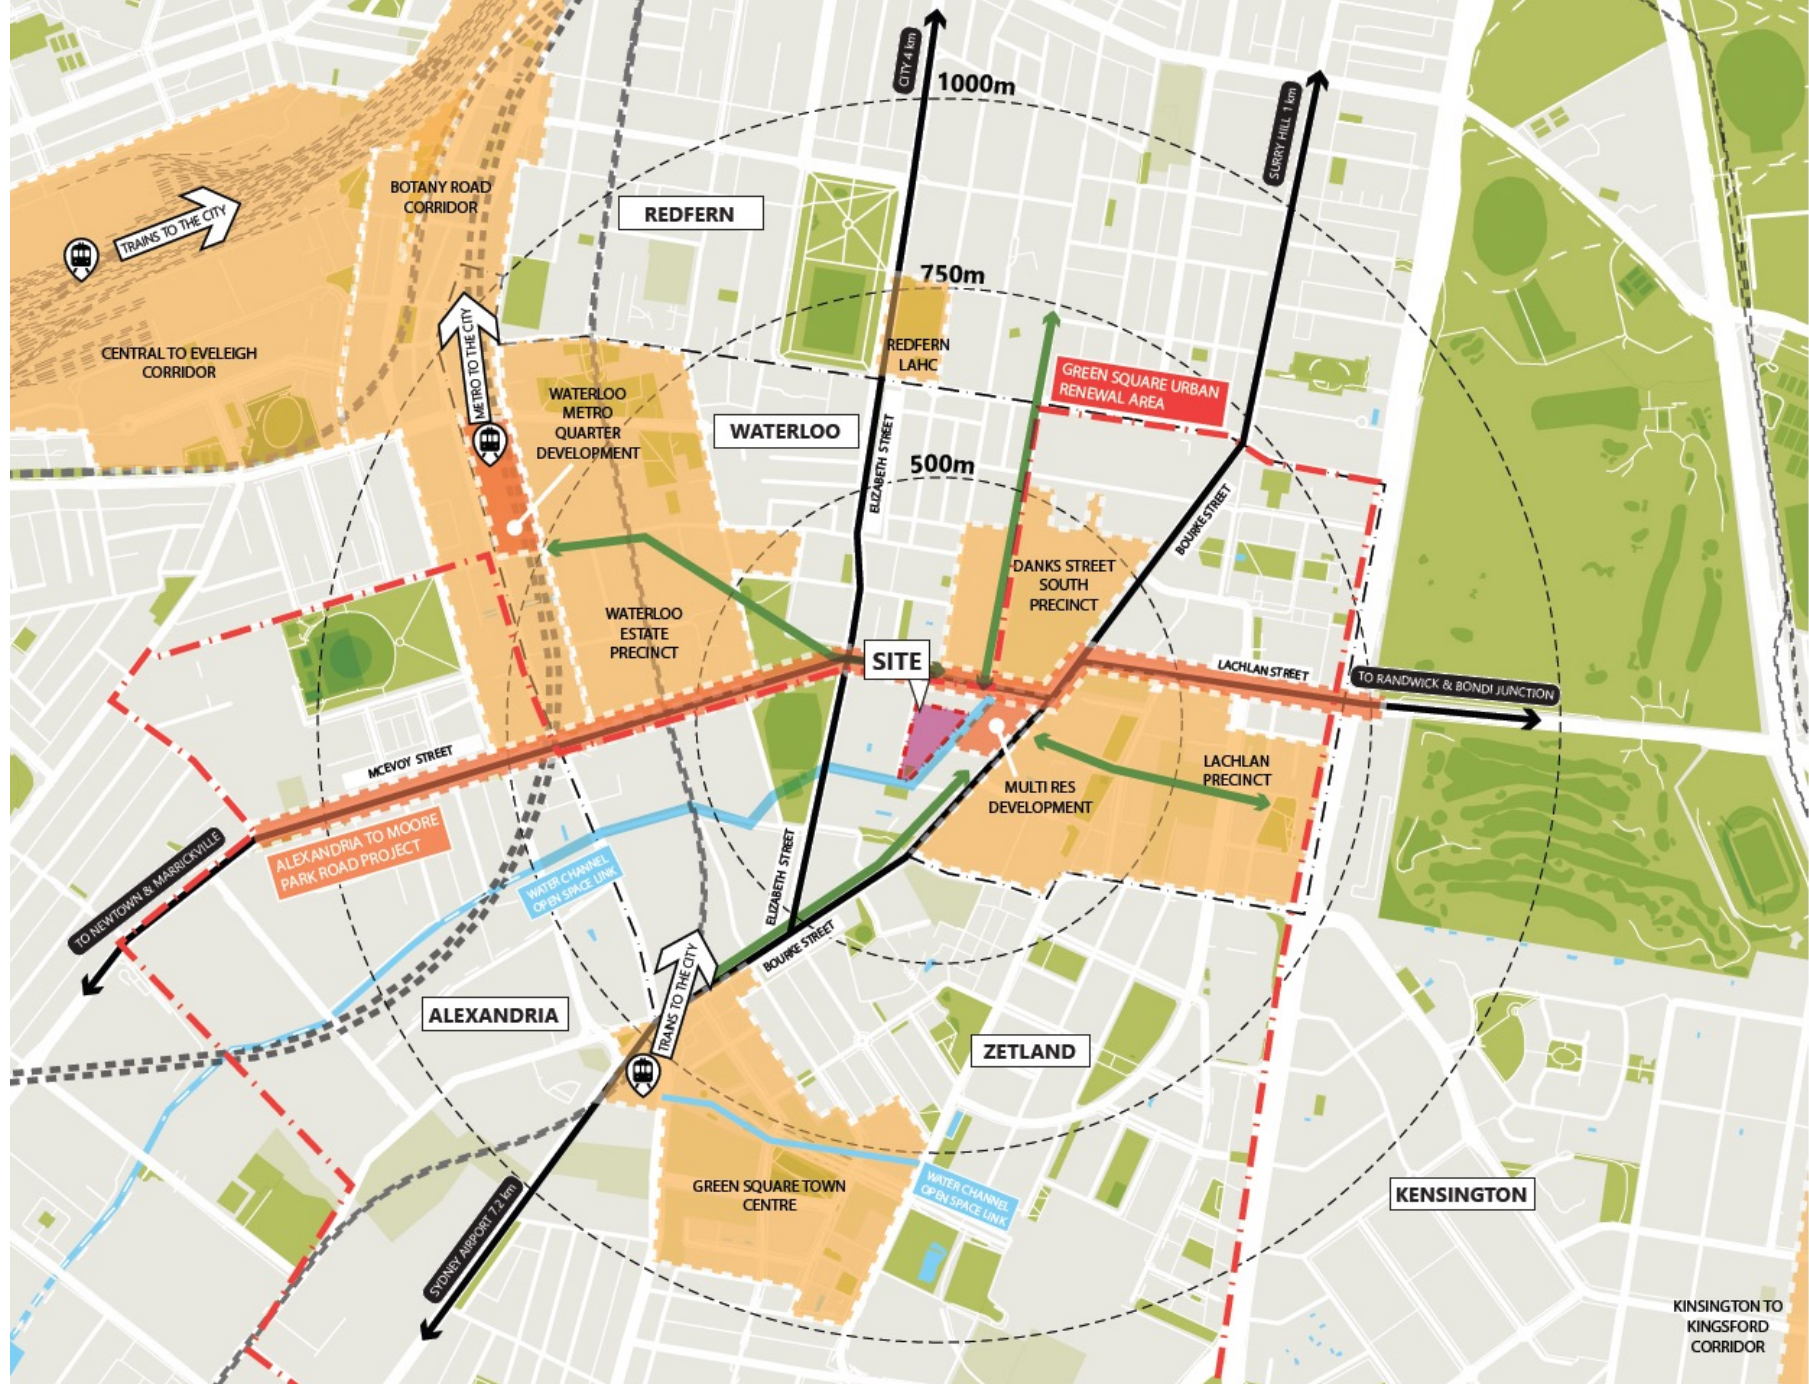 CITY 4 km
1000m
SURRY HILL 1 km
BOTANY ROAD
CORRIDOR
REDFERN
TRAINS TO THE CITY
750m
METRO TO THE CITY
CENTRAL TO EVELEIGH
CORRIDOR
REDFERN
LAHC
GREEN SQUARE URBAN
RENEWAL AREA
WATERLOO
METRO
QUARTER
DEVELOPMENT
WATERLOO
ELIZABETH STREET
500m
BOURKE STREET
DANKS STREET
SOUTH
PRECINCT
WATERLOO
ESTATE
PRECINCT
SITE
LACHLAN STREET
TO RANDWICK & BONDI JUNCTION
MCEVOY STREET
LACHLAN
PRECINCT
MULTI RES
DEVELOPMENT
ALEXANDRIA TO MOORE
PARK ROAD PROJECT
TO NEWTOWN & MARRICKVILLE
WATER CHANNEL
OPEN SPACE LINK
ELIZABETH STREET
BOURKE STREET
TRAINS TO THE CITY
ALEXANDRIA
ZETLAND
GREEN SQUARE TOWN
CENTRE
WATER CHANNEL
OPEN SPACE LINK
KENSINGTON
SYDNEY AIRPORT 7.2 km
KINSINGTON TO
KINGSFORD
CORRIDOR